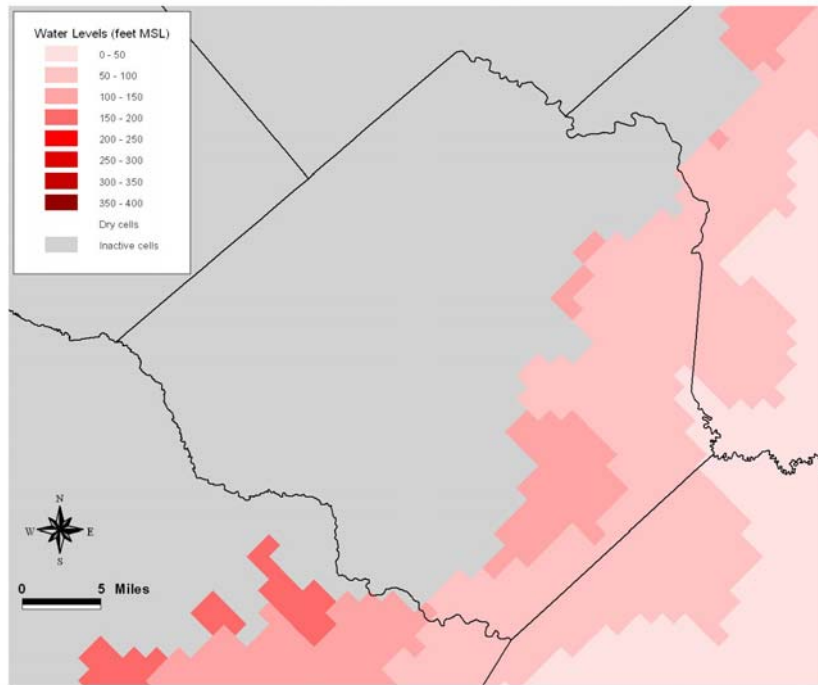 Water Levels (feet MSL)
0 - 50
50 - 100
100 - 150
150 - 200
200 - 250
250 - 300
300 - 350
350 - 400
Dry cells
Inactive cells
N
W E
S
0 5 Miles